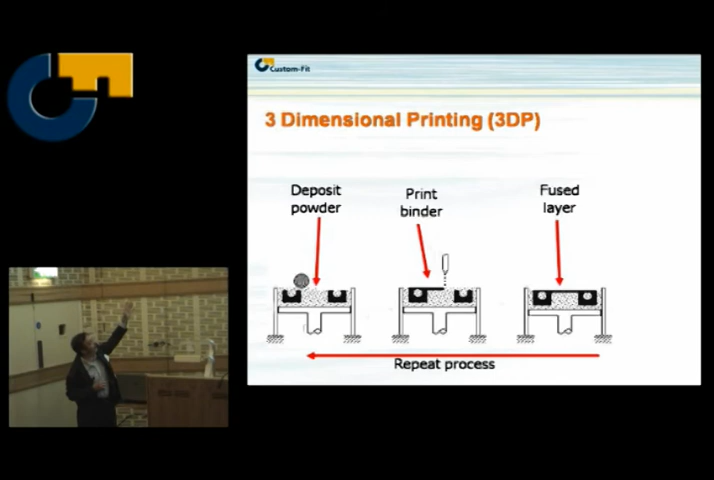 Custom-Fit
3 Dimensional Printing (3DP)
Deposit
powder
Print
binder
Fused
layer
Repeat process